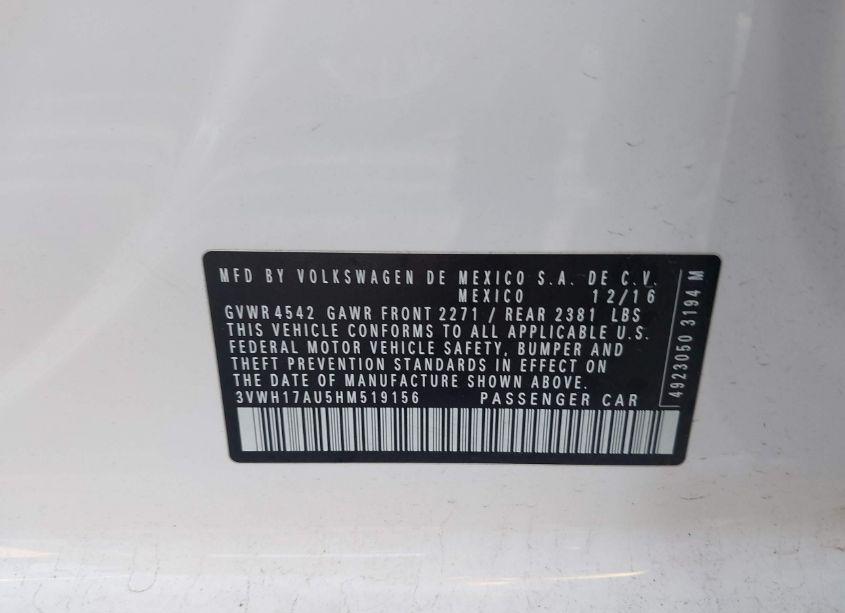 MFD BY VOLKSWAGEN DE MEXICO S.A. DE C.V.
MEXICO 12/16
GVWR 4542 GAWR FRONT 2271 / REAR 2381 LBS
THIS VEHICLE CONFORMS TO ALL APPLICABLE U.S.
FEDERAL MOTOR VEHICLE SAFETY, BUMPER AND
THEFT PREVENTION STANDARDS IN EFFECT ON
THE DATE OF MANUFACTURE SHOWN ABOVE.
3VWH17AU5HM519156 PASSENGER CAR
4923050 3194 M